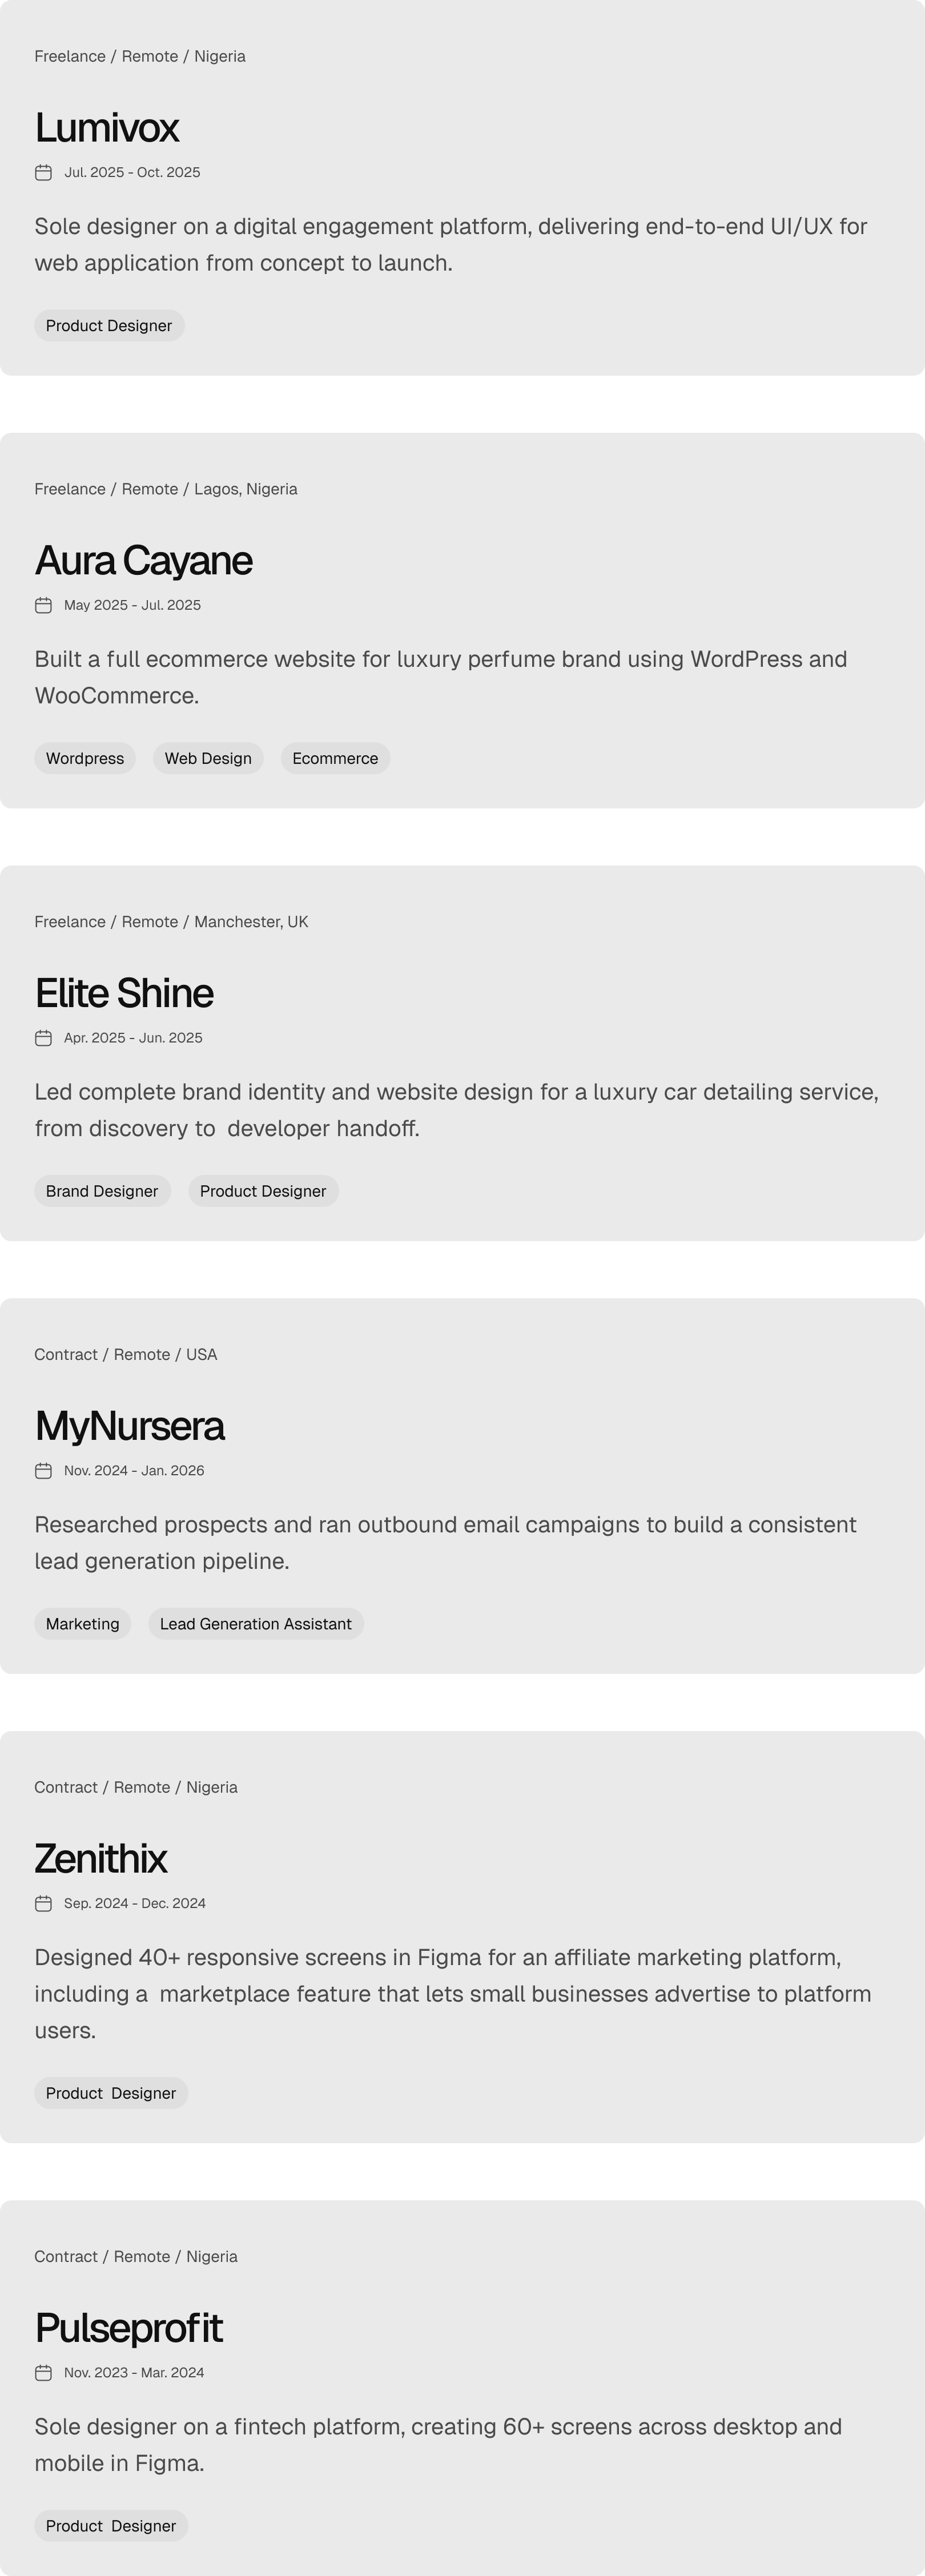 Freelance / Remote / Nigeria
Lumivox
Jul. 2025 - Oct. 2025
Sole designer on a digital engagement platform, delivering end-to-end UI/UX for
web application from concept to launch.
Product Designer
Freelance / Remote / Lagos, Nigeria
Aura Cayane
May 2025 - Jul. 2025
Built a full ecommerce website for luxury perfume brand using WordPress and
WooCommerce.
Wordpress Web Design Ecommerce
Freelance / Remote / Manchester, UK
Elite Shine
Apr. 2025 - Jun. 2025
Led complete brand identity and website design for a luxury car detailing service,
from discovery to  developer handoff.
Brand Designer Product Designer
Contract / Remote / USA
MyNursera
Nov. 2024 - Jan. 2026
Researched prospects and ran outbound email campaigns to build a consistent
lead generation pipeline.
Marketing Lead Generation Assistant
Contract / Remote / Nigeria
Zenithix
Sep. 2024 - Dec. 2024
Designed 40+ responsive screens in Figma for an affiliate marketing platform,
including a  marketplace feature that lets small businesses advertise to platform
users.
Product  Designer
Contract / Remote / Nigeria
Pulseprofit
Nov. 2023 - Mar. 2024
Sole designer on a fintech platform, creating 60+ screens across desktop and
mobile in Figma.
Product  Designer